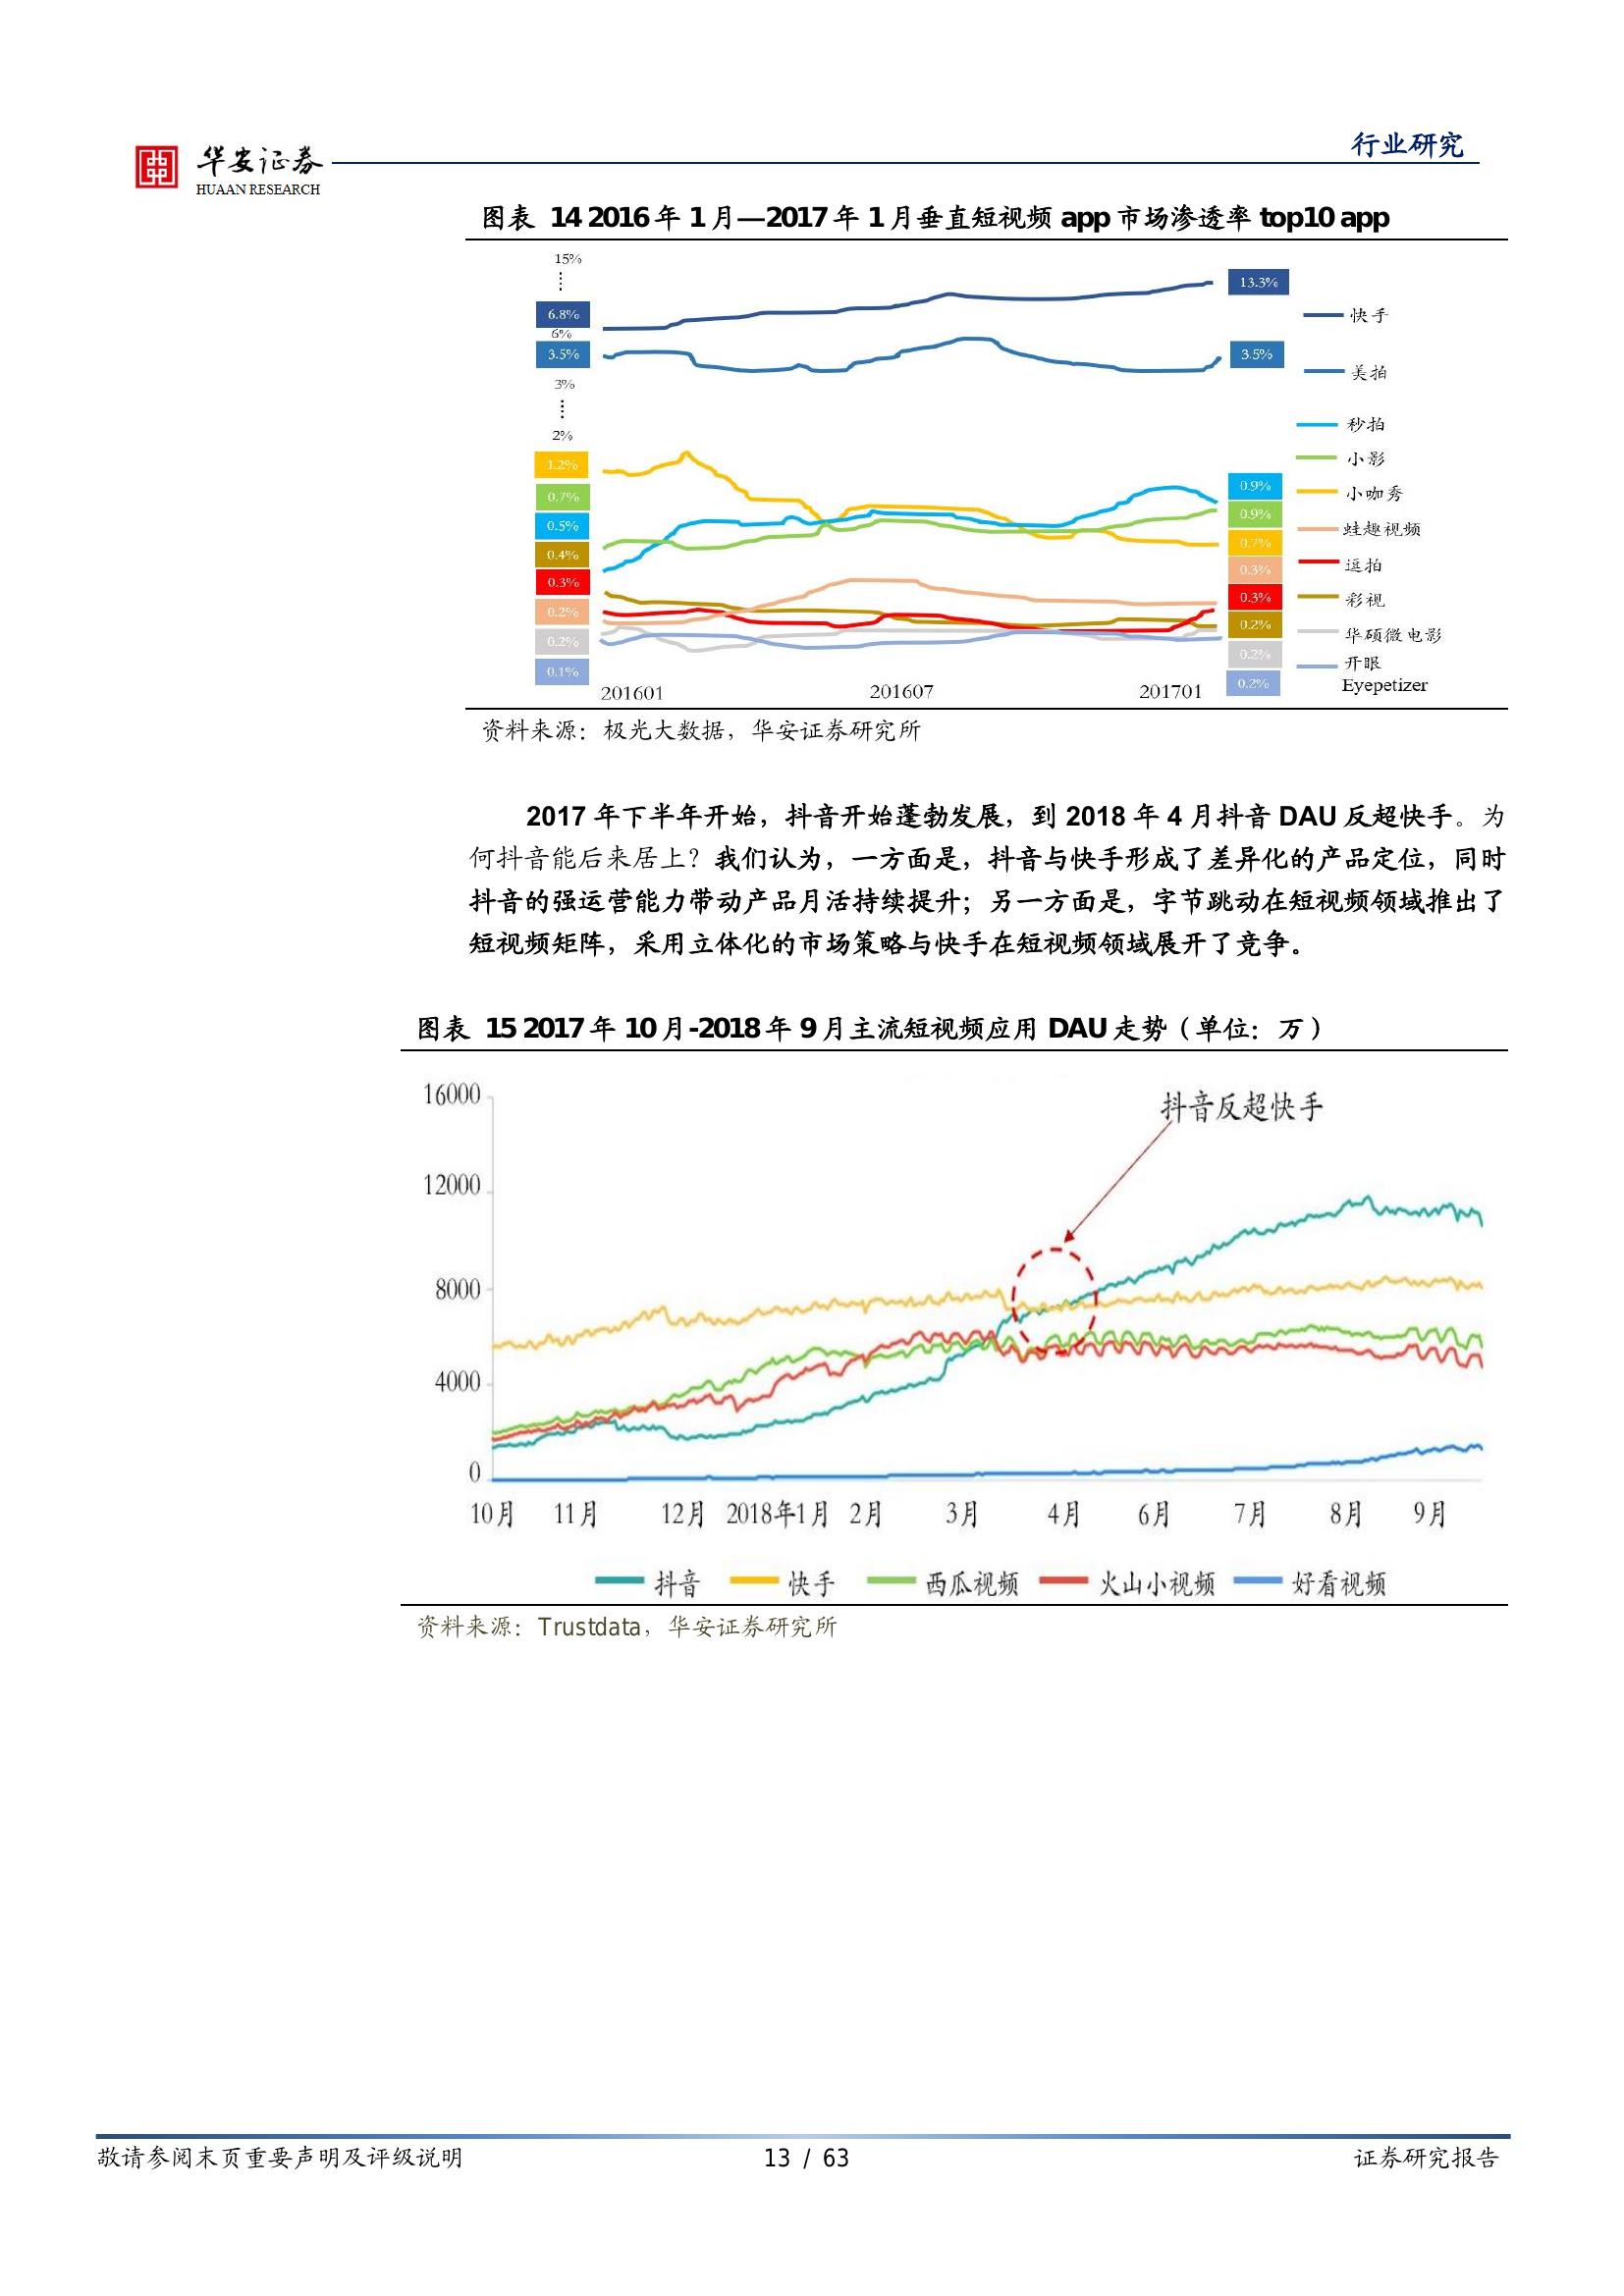 华安证券
HUAAN RESEARCH
行业研究
图表 14 2016 年 1 月—2017 年 1 月垂直短视频 app 市场渗透率 top10 app
15%
6.8%
6%
3.5%
3%
2%
1.2%
0.7%
0.5%
0.4%
0.3%
0.2%
0.2%
0.1%
13.3%
3.5%
0.9%
0.9%
0.7%
0.3%
0.3%
0.2%
0.2%
0.2%
快手
美拍
秒拍
小影
小咖秀
蛙趣视频
逗拍
彩视
华硕微电影
开眼
Eyepetizer
201601 201607 201701
资料来源：极光大数据，华安证券研究所
2017 年下半年开始，抖音开始蓬勃发展，到 2018 年 4 月抖音 DAU 反超快手。为
何抖音能后来居上？我们认为，一方面是，抖音与快手形成了差异化的产品定位，同时
抖音的强运营能力带动产品月活持续提升；另一方面是，字节跳动在短视频领域推出了
短视频矩阵，采用立体化的市场策略与快手在短视频领域展开了竞争。
图表 15 2017 年 10 月-2018 年 9 月主流短视频应用 DAU 走势（单位：万）
抖音反超快手
16000
12000
8000
4000
0
10月 11月 12月 2018年1月 2月 3月 4月 6月 7月 8月 9月
抖音 快手 西瓜视频 火山小视频 好看视频
资料来源：Trustdata，华安证券研究所
敬请参阅末页重要声明及评级说明 13 / 63 证券研究报告